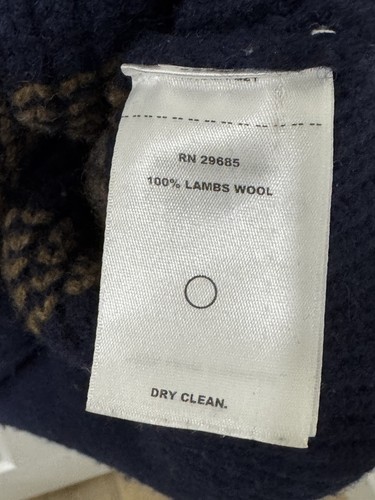 RN 29685
100% LAMBS WOOL
DRY CLEAN.